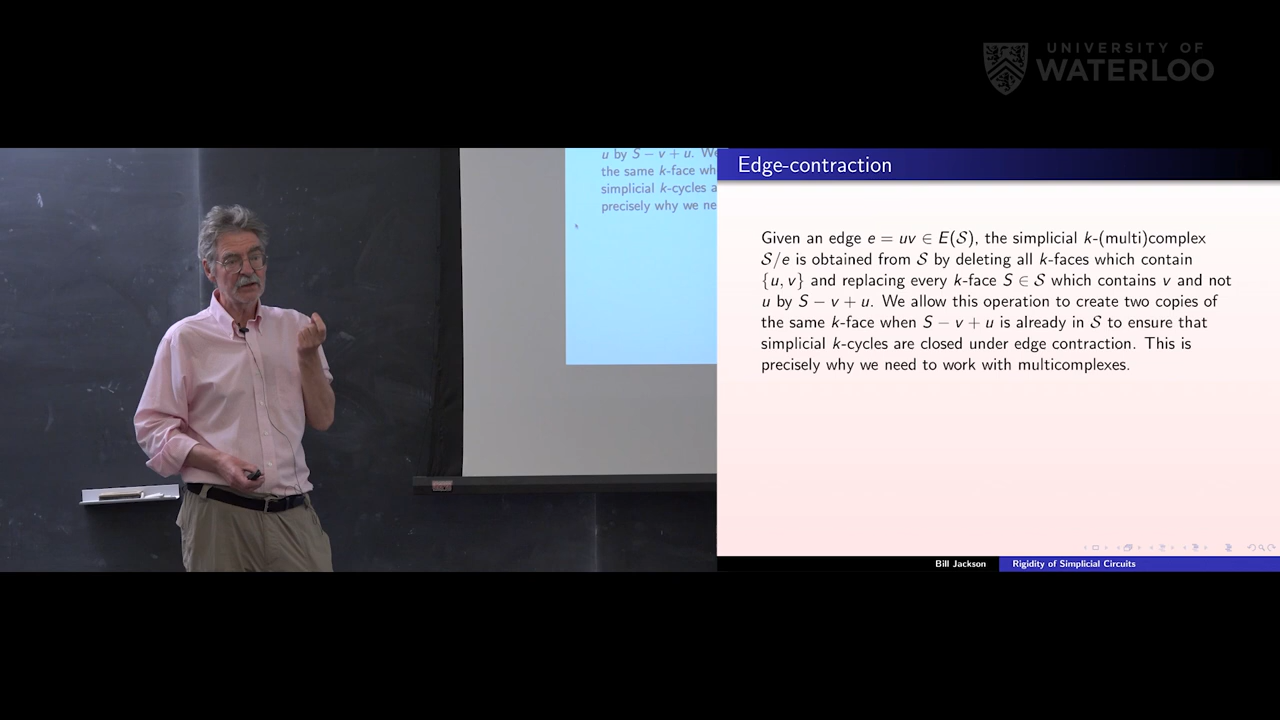 UNIVERSITY OF
WATERLOO
u by S − v + u. We
the same k-face wh
simplicial k-cycles a
precisely why we ne
Edge-contraction
Given an edge e = uv ∈ E(𝒮), the simplicial k-(multi)complex
𝒮/e is obtained from 𝒮 by deleting all k-faces which contain
{u, v} and replacing every k-face S ∈ 𝒮 which contains v and not
u by S − v + u. We allow this operation to create two copies of
the same k-face when S − v + u is already in 𝒮 to ensure that
simplicial k-cycles are closed under edge contraction. This is
precisely why we need to work with multicomplexes.
Bill Jackson
Rigidity of Simplicial Circuits